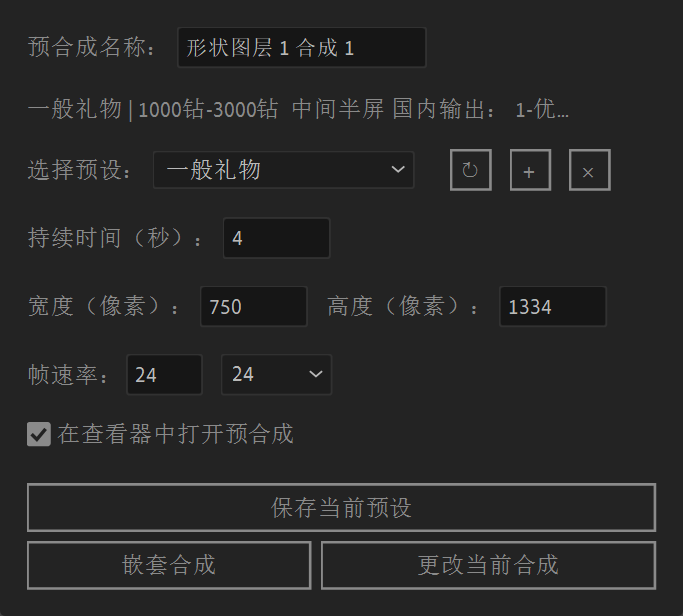 预合成名称： 形状图层 1 合成 1
一般礼物 | 1000钻-3000钻 中间半屏 国内输出： 1-优...
选择预设： 一般礼物 ↻ + ×
持续时间（秒）： 4
宽度（像素）： 750 高度（像素）： 1334
帧速率： 24 24
在查看器中打开预合成
保存当前预设
嵌套合成 更改当前合成